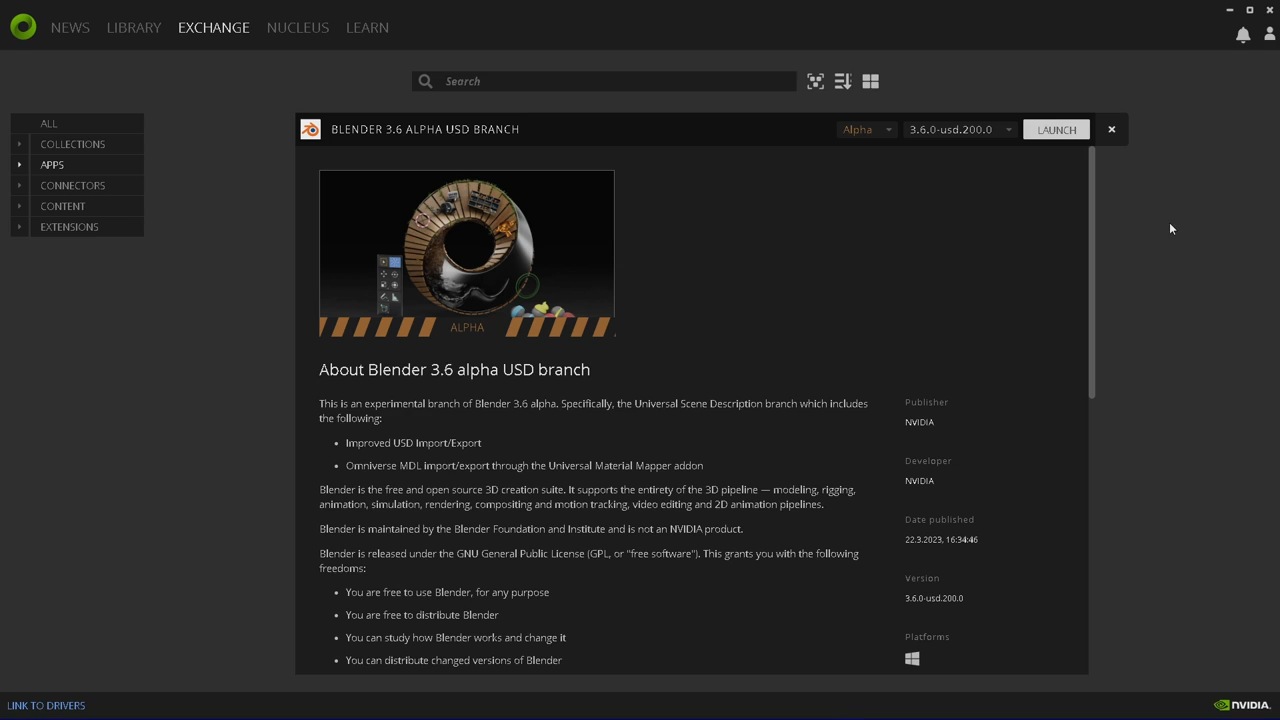 NEWS LIBRARY EXCHANGE NUCLEUS LEARN
Search
ALL
COLLECTIONS
APPS
CONNECTORS
CONTENT
EXTENSIONS
BLENDER 3.6 ALPHA USD BRANCH Alpha 3.6.0-usd.200.0 LAUNCH
ALPHA
About Blender 3.6 alpha USD branch
This is an experimental branch of Blender 3.6 alpha. Specifically, the Universal Scene Description branch which includes
the following:
• Improved USD Import/Export
• Omniverse MDL import/export through the Universal Material Mapper addon
Blender is the free and open source 3D creation suite. It supports the entirety of the 3D pipeline — modeling, rigging,
animation, simulation, rendering, compositing and motion tracking, video editing and 2D animation pipelines.
Blender is maintained by the Blender Foundation and Institute and is not an NVIDIA product.
Blender is released under the GNU General Public License (GPL, or "free software"). This grants you with the following
freedoms:
• You are free to use Blender, for any purpose
• You are free to distribute Blender
• You can study how Blender works and change it
• You can distribute changed versions of Blender
Publisher
NVIDIA
Developer
NVIDIA
Date published
22.3.2023, 16:34:46
Version
3.6.0-usd.200.0
Platforms
LINK TO DRIVERS
NVIDIA.